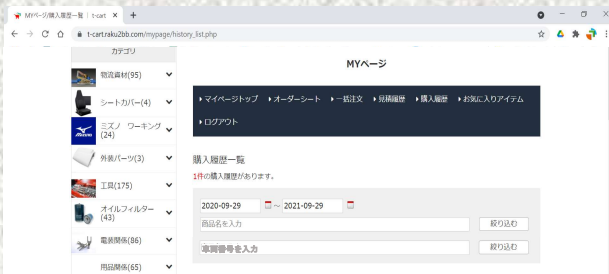 MYページ/購入履歴一覧 | t-cart
t-cart.raku2bb.com/mypage/history_list.php
カテゴリ
物流資材(95)
シートカバー(4)
ミズノ ワーキング
(24)
外装パーツ(3)
工具(175)
オイルフィルター
(43)
電装関係(86)
用品関係(65)
MYページ
マイページトップ オーダーシート 一括注文 見積履歴 購入履歴 お気に入りアイテム
ログアウト
購入履歴一覧
1件の購入履歴があります。
2020-09-29 ~ 2021-09-29
商品名を入力 絞り込む
車両番号を入力 絞り込む